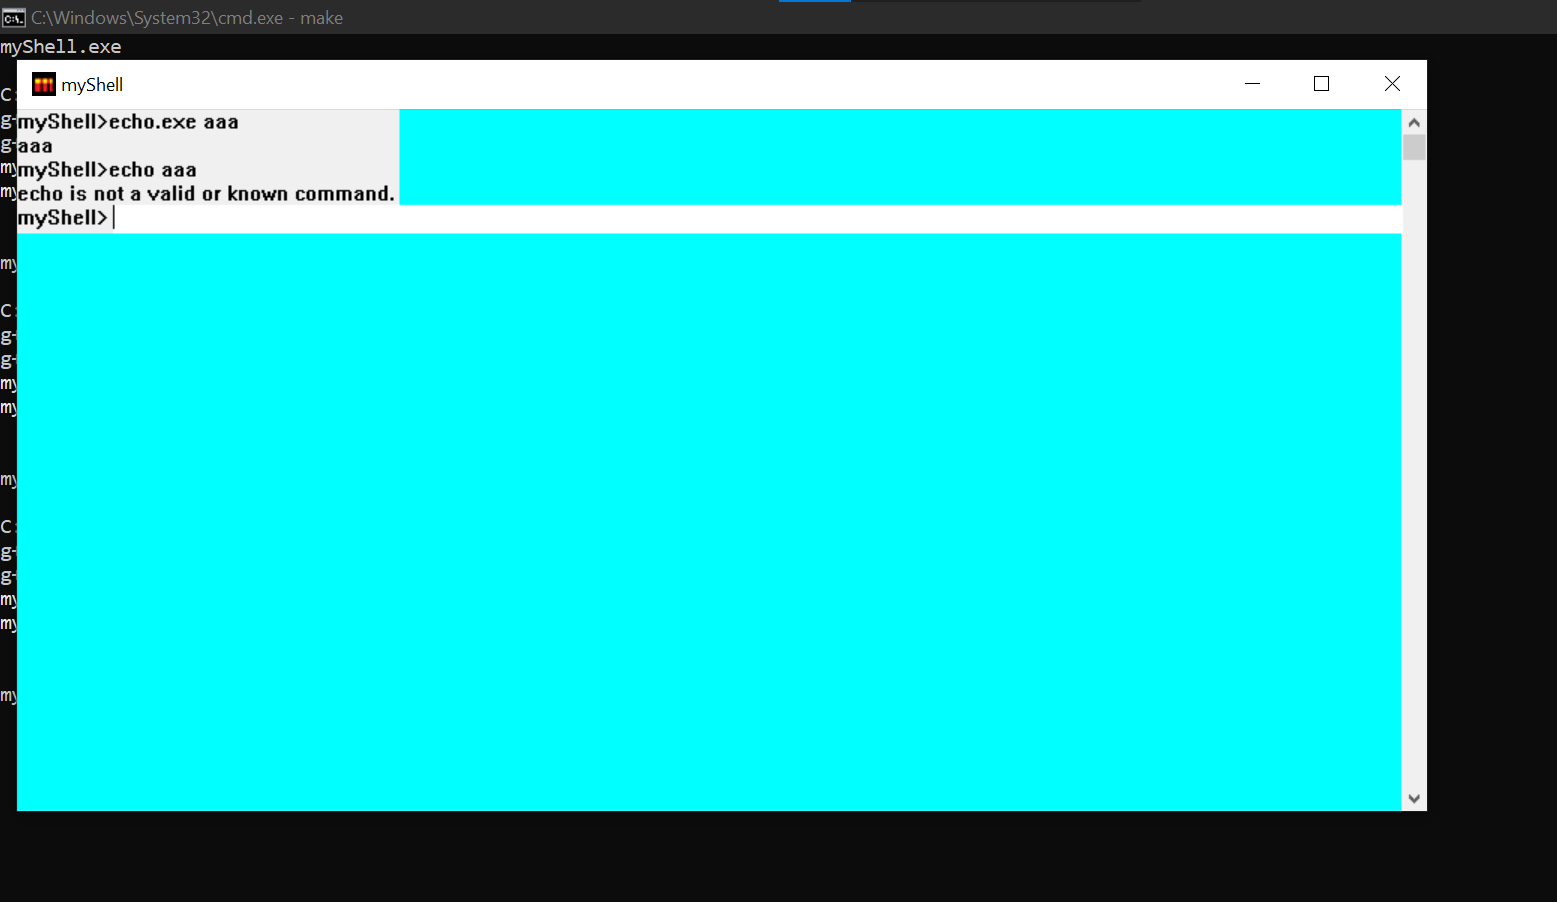 C:\Windows\System32\cmd.exe - make
myShell.exe
myShell
myShell>echo.exe aaa
aaa
myShell>echo aaa
echo is not a valid or known command.
myShell>